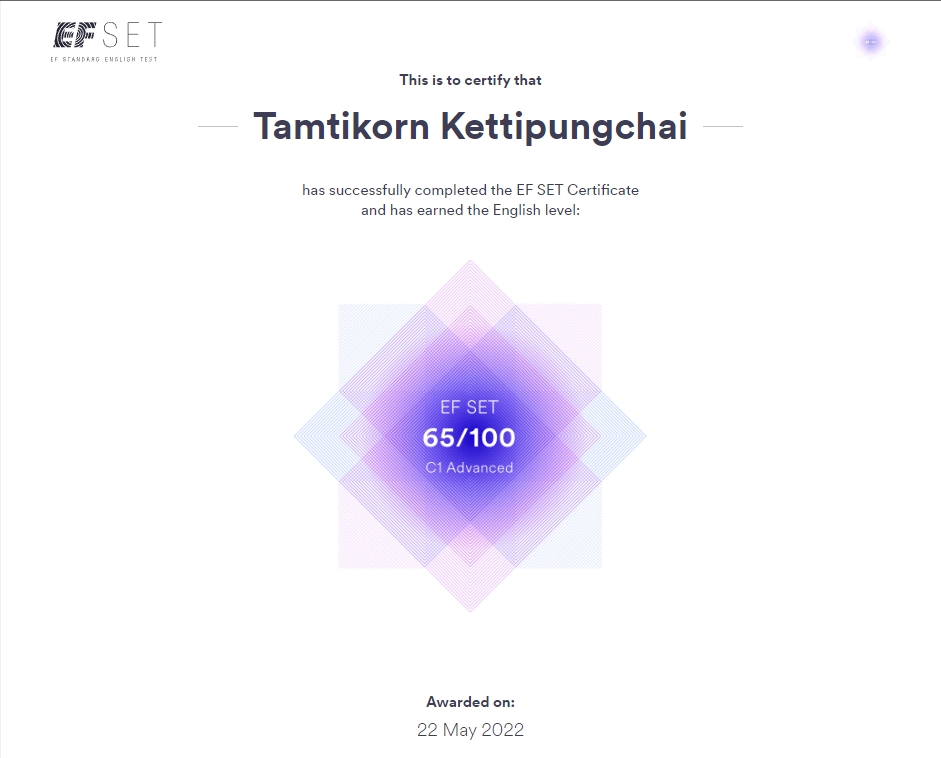 EF SET
EF STANDARD ENGLISH TEST
This is to certify that
Tamtikorn Kettipungchai
has successfully completed the EF SET Certificate
and has earned the English level:
EF SET
65/100
C1 Advanced
Awarded on:
22 May 2022